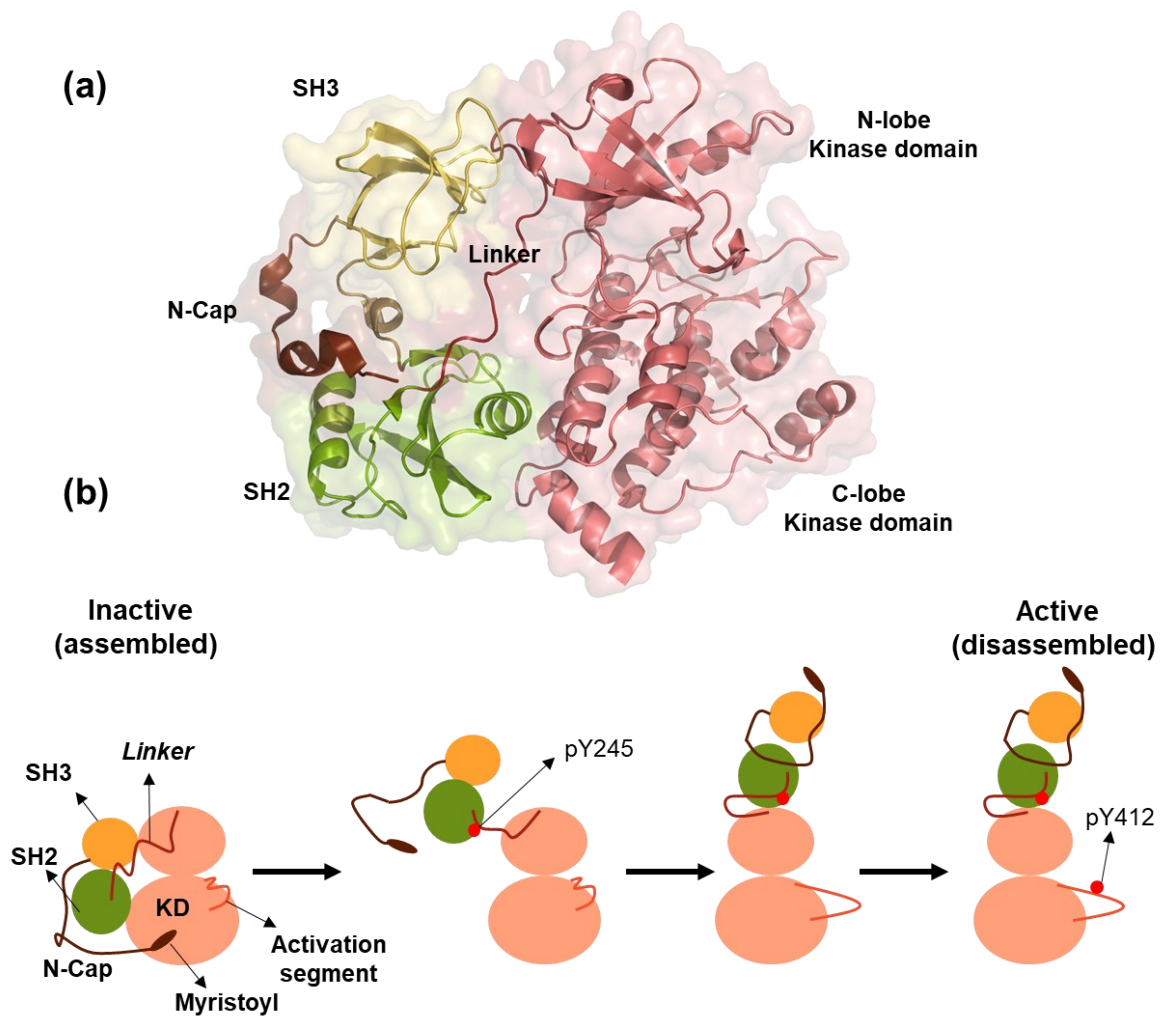 (a)
SH3
N-lobe
Kinase domain
Linker
N-Cap
SH2
(b)
C-lobe
Kinase domain
Inactive
(assembled)
Active
(disassembled)
Linker
SH3
SH2
KD
N-Cap
Activation
segment
Myristoyl
pY245
pY412